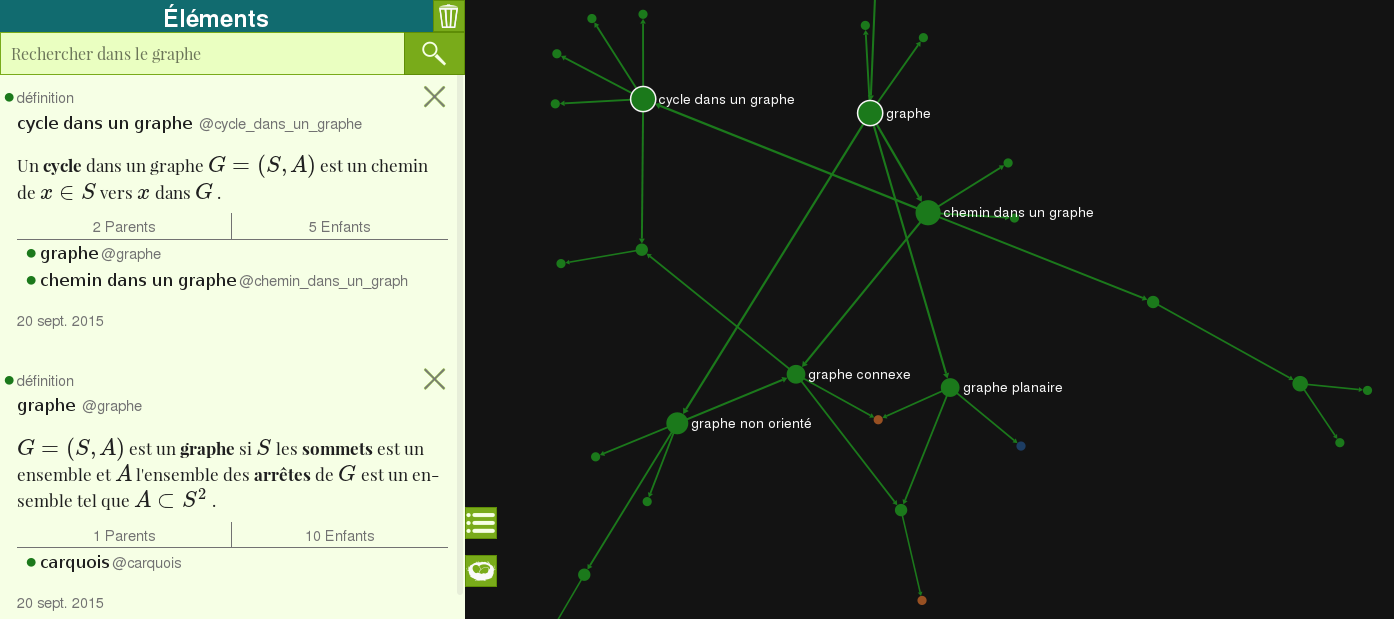 Éléments
Rechercher dans le graphe
définition
cycle dans un graphe @cycle_dans_un_graphe
Un cycle dans un graphe G = (S, A) est un chemin
de x ∈ S vers x dans G .
2 Parents 5 Enfants
graphe @graphe
chemin dans un graphe @chemin_dans_un_graph
20 sept. 2015
définition
graphe @graphe
G = (S, A) est un graphe si S les sommets est un
ensemble et A l'ensemble des arrêtes de G est un en-
semble tel que A ⊂ S² .
1 Parents 10 Enfants
carquois @carquois
20 sept. 2015
cycle dans un graphe
graphe
chemin dans un graphe
graphe connexe
graphe planaire
graphe non orienté